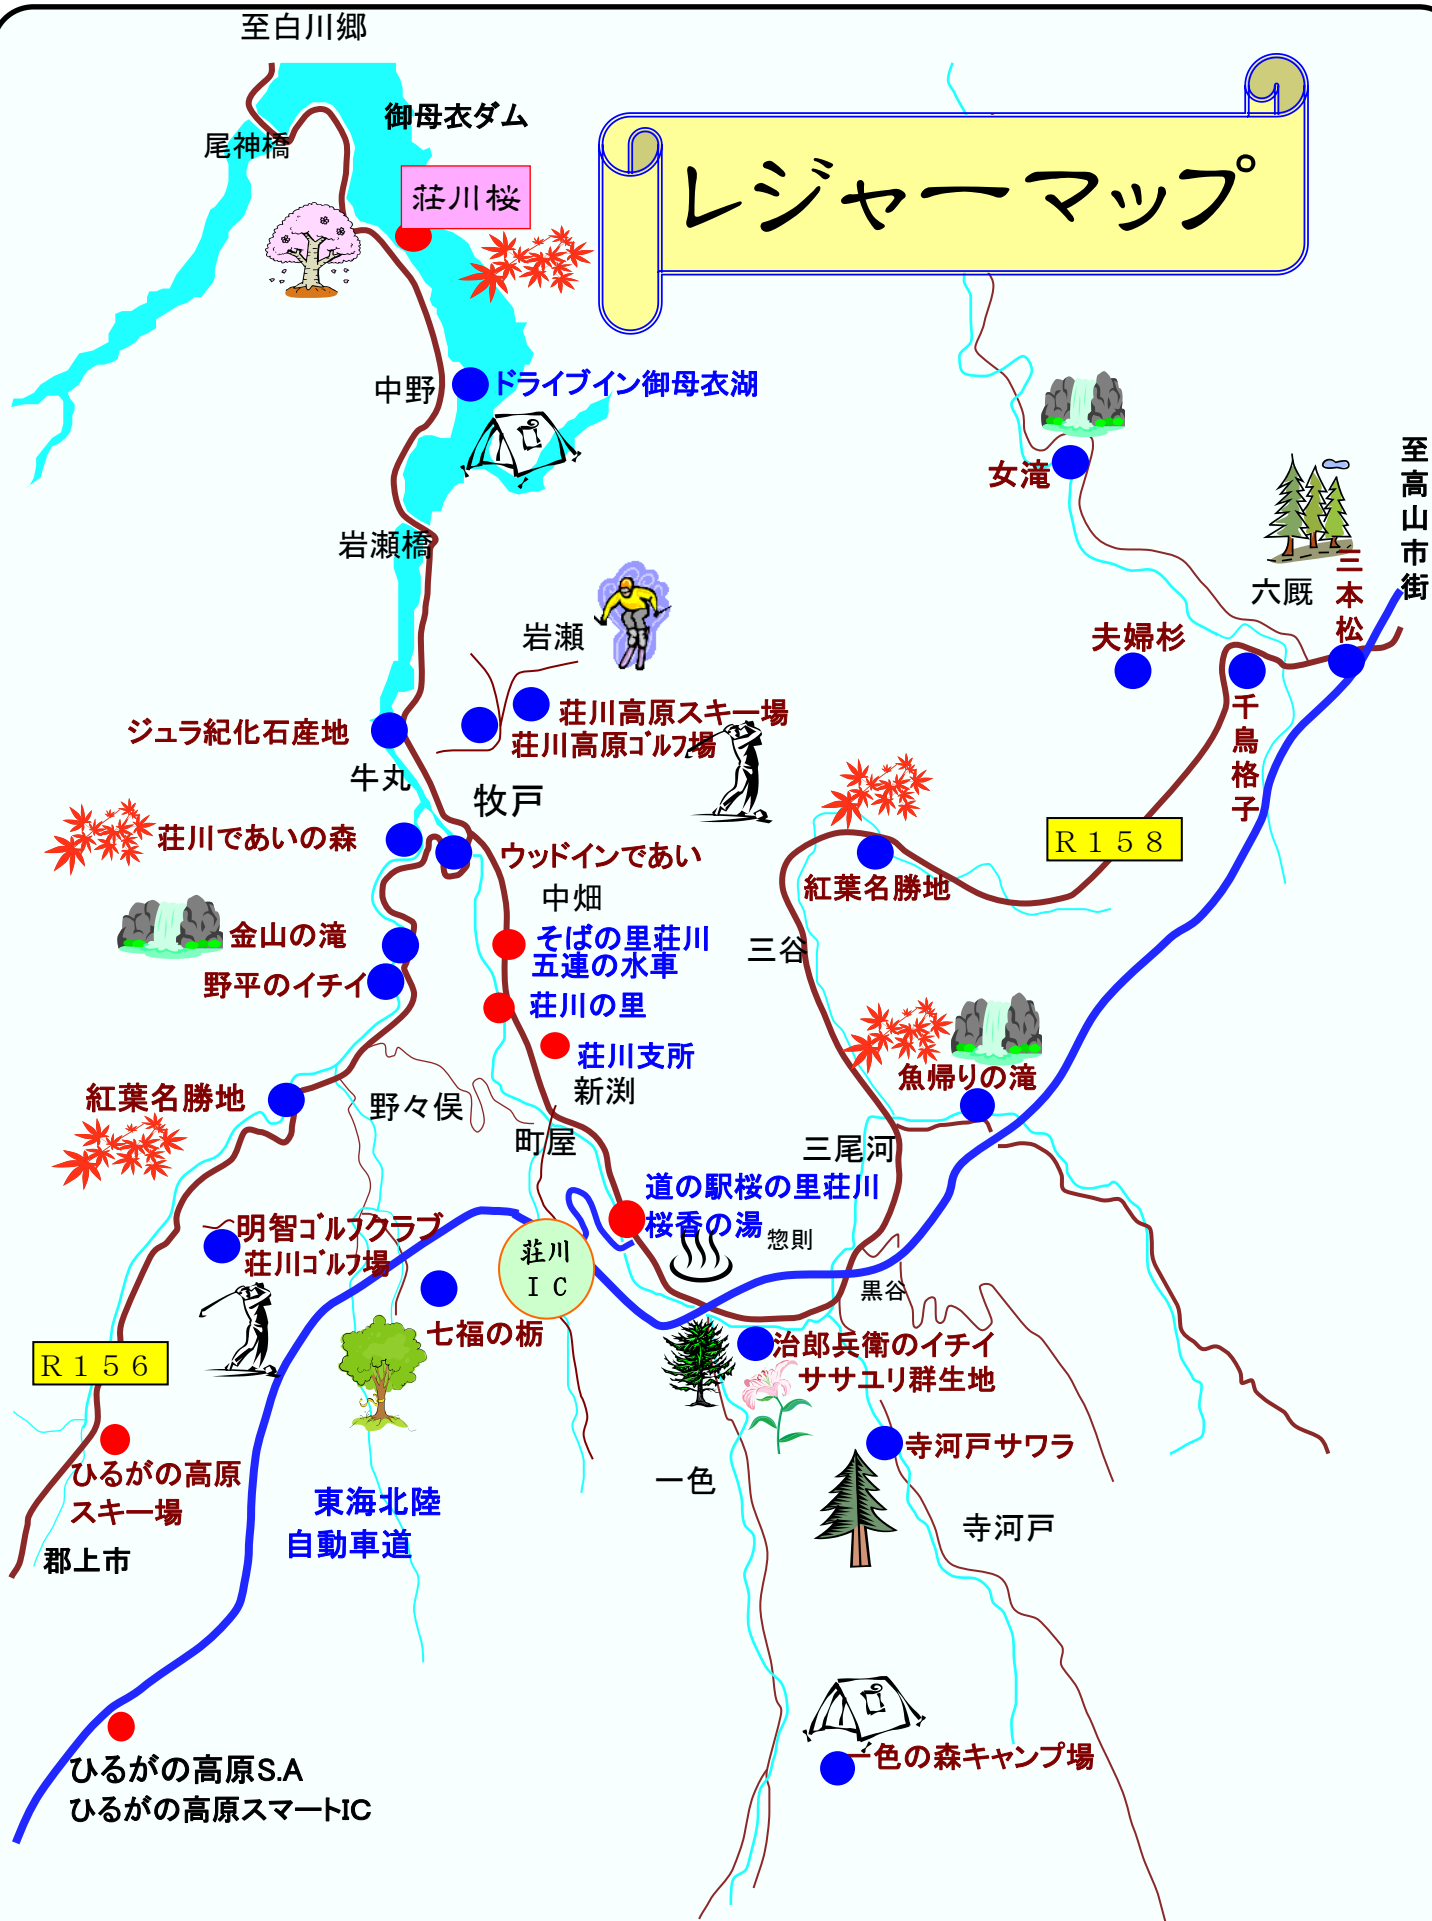 至白川郷
御母衣ダム
尾神橋
荘川桜
レジャーマップ
中野
ドライブイン御母衣湖
女滝
至高山市街
岩瀬橋
六厩
三本松
岩瀬
夫婦杉
千鳥格子
ジュラ紀化石産地
荘川高原スキー場
荘川高原ｺﾞﾙﾌ場
牛丸
牧戸
荘川であいの森
ウッドインであい
R１５８
中畑
紅葉名勝地
金山の滝
そばの里荘川
五連の水車
三谷
野平のイチイ
荘川の里
荘川支所
新渕
魚帰りの滝
紅葉名勝地
野々俣
町屋
三尾河
道の駅桜の里荘川
桜香の湯
惣則
明智ｺﾞﾙﾌクラブ
荘川ｺﾞﾙﾌ場
荘川
ＩＣ
黒谷
七福の栃
治郎兵衛のイチイ
ササユリ群生地
R１５６
寺河戸サワラ
ひるがの高原
スキー場
一色
東海北陸
自動車道
寺河戸
郡上市
一色の森キャンプ場
ひるがの高原S.A
ひるがの高原スマートIC